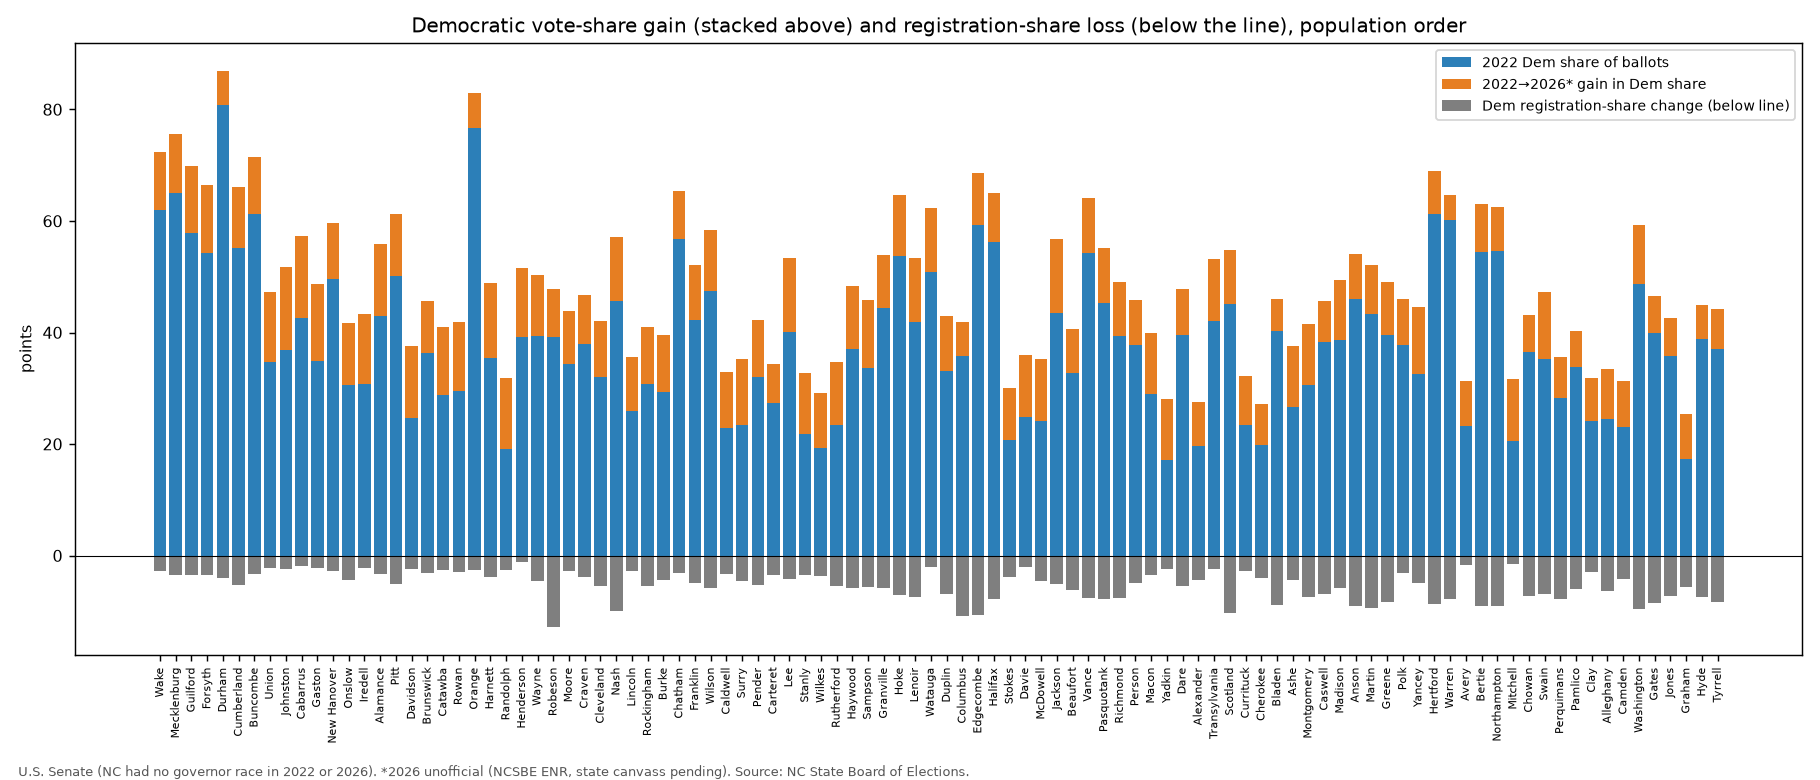 Democratic vote-share gain (stacked above) and registration-share loss (below the line), population order
2022 Dem share of ballots
2022→2026* gain in Dem share
Dem registration-share change (below line)
points
80
60
40
20
0
Wake
Mecklenburg
Guilford
Forsyth
Durham
Cumberland
Buncombe
Union
Johnston
Cabarrus
Gaston
New Hanover
Onslow
Iredell
Alamance
Pitt
Davidson
Brunswick
Catawba
Rowan
Orange
Harnett
Randolph
Henderson
Wayne
Robeson
Moore
Craven
Cleveland
Nash
Lincoln
Rockingham
Burke
Chatham
Franklin
Wilson
Caldwell
Surry
Pender
Carteret
Lee
Stanly
Wilkes
Rutherford
Haywood
Sampson
Granville
Hoke
Lenoir
Watauga
Duplin
Columbus
Edgecombe
Halifax
Stokes
Davie
McDowell
Jackson
Beaufort
Vance
Pasquotank
Richmond
Person
Macon
Yadkin
Dare
Alexander
Transylvania
Scotland
Currituck
Cherokee
Bladen
Ashe
Montgomery
Caswell
Madison
Anson
Martin
Greene
Polk
Yancey
Hertford
Warren
Avery
Bertie
Northampton
Mitchell
Chowan
Swain
Perquimans
Pamlico
Clay
Alleghany
Camden
Washington
Gates
Jones
Graham
Hyde
Tyrrell
U.S. Senate (NC had no governor race in 2022 or 2026). *2026 unofficial (NCSBE ENR, state canvass pending). Source: NC State Board of Elections.